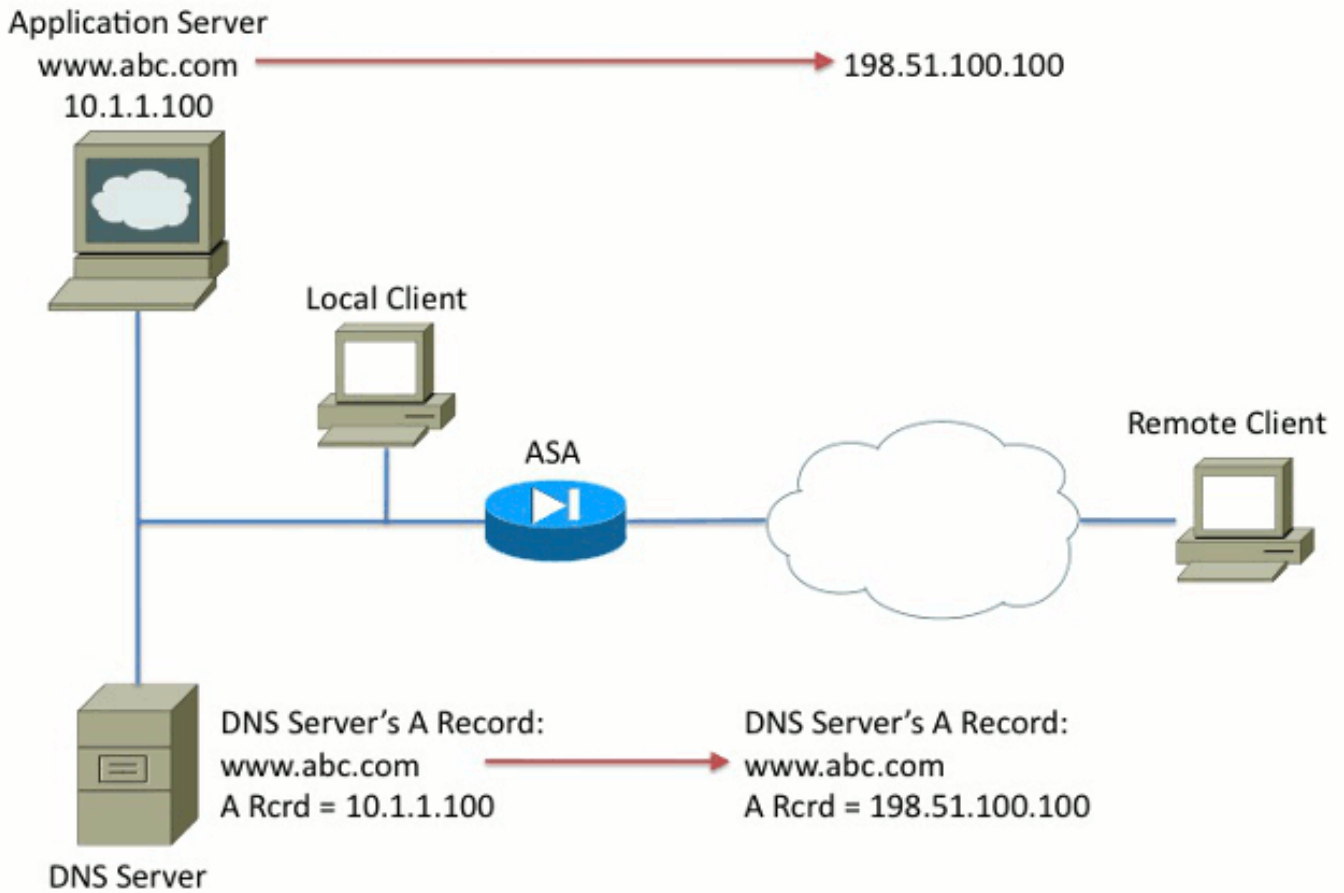 Application Server
www.abc.com
10.1.1.100
198.51.100.100
Local Client
ASA
Remote Client
DNS Server's A Record:
www.abc.com
A Rcrd = 10.1.1.100
DNS Server's A Record:
www.abc.com
A Rcrd = 198.51.100.100
DNS Server